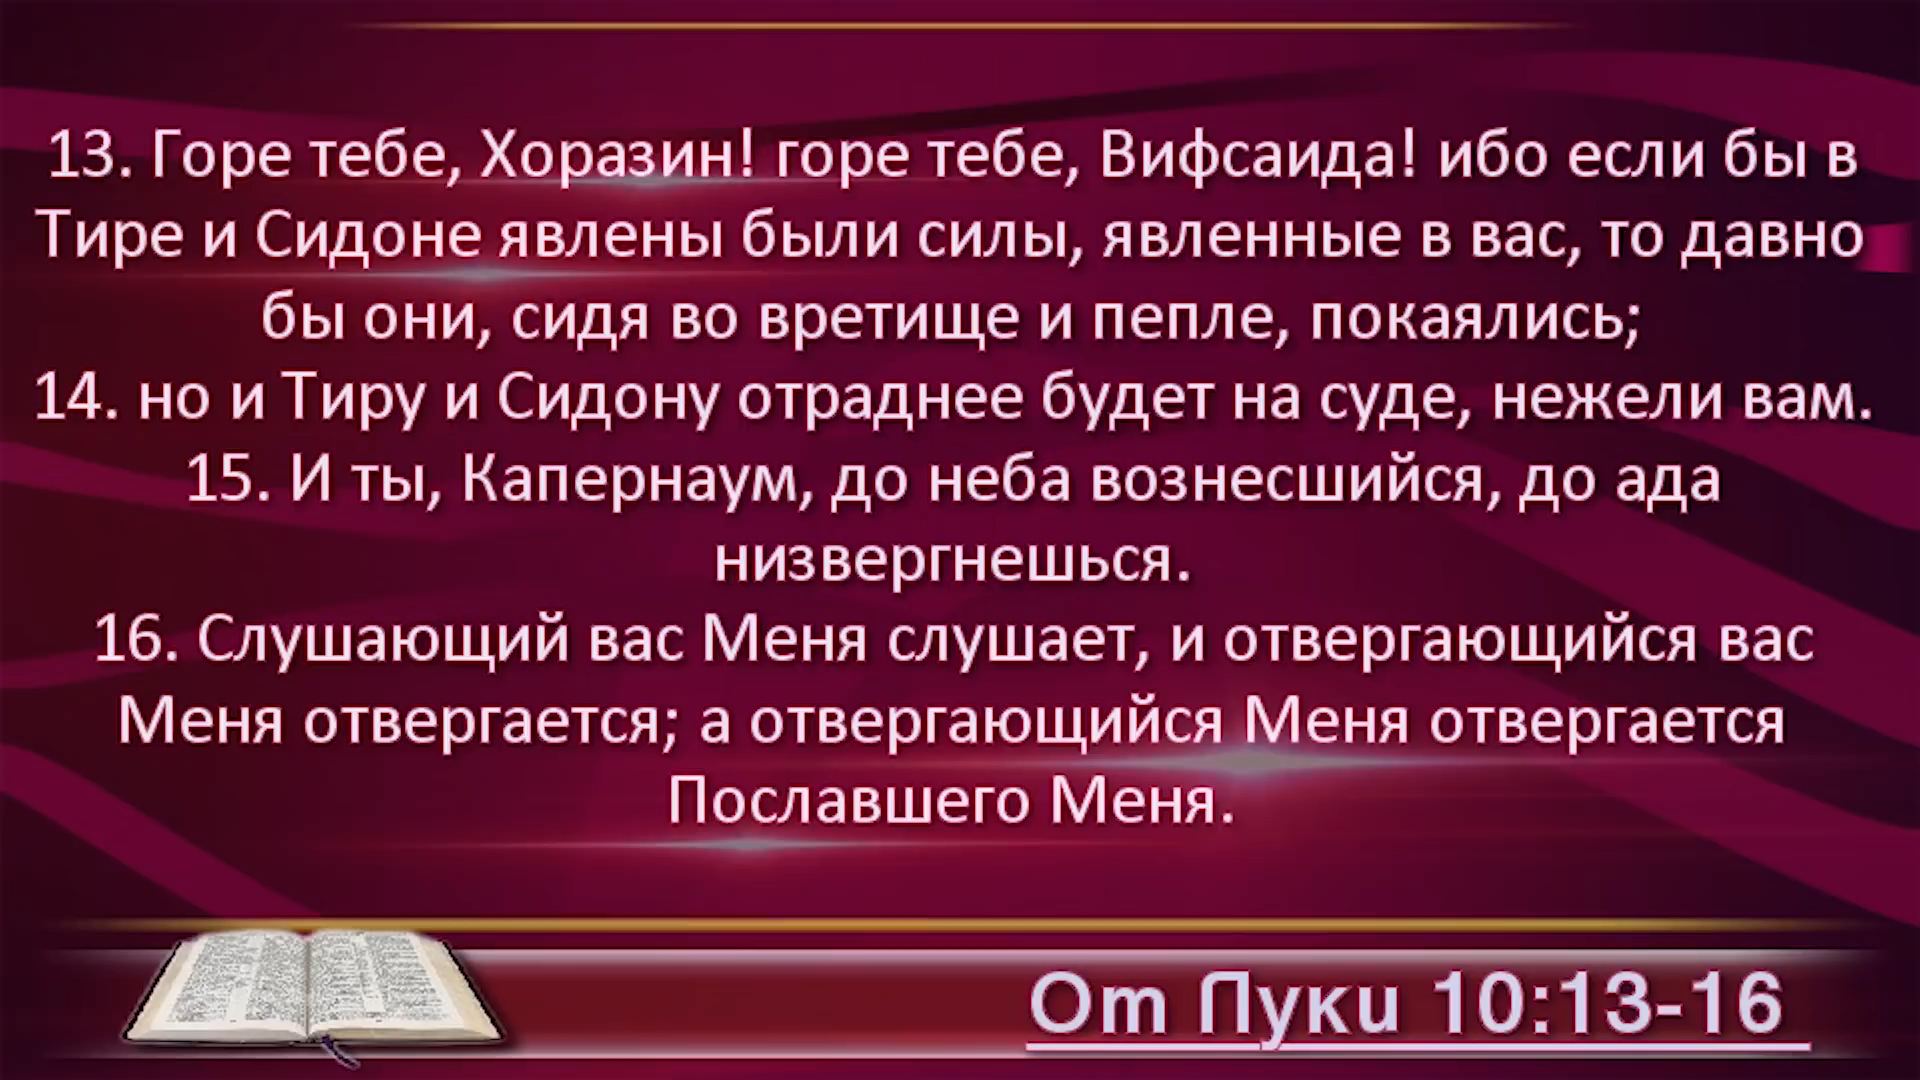 13. Горе тебе, Хоразин! горе тебе, Вифсаида! ибо если бы в
Тире и Сидоне явлены были силы, явленные в вас, то давно
бы они, сидя во вретище и пепле, покаялись;
14. но и Тиру и Сидону отраднее будет на суде, нежели вам.
15. И ты, Капернаум, до неба вознесшийся, до ада
низвергнешься.
16. Слушающий вас Меня слушает, и отвергающийся вас
Меня отвергается; а отвергающийся Меня отвергается
Пославшего Меня.
От Луки 10:13-16